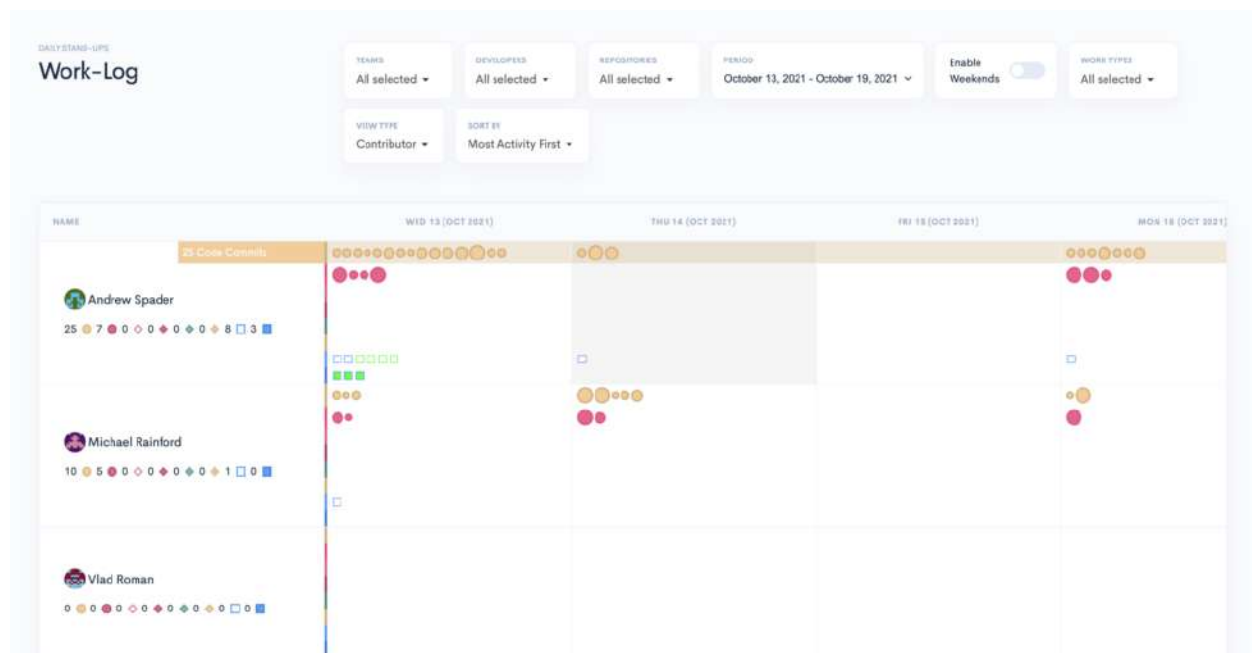 DAILY STAND-UPS
Work-Log
TEAMS
All selected
DEVELOPERS
All selected
REPOSITORIES
All selected
PERIOD
October 13, 2021 - October 19, 2021
Enable
Weekends
WORK TYPES
All selected
VIEW TYPE
Contributor
SORT BY
Most Activity First
NAME WED 13 (OCT 2021) THU 14 (OCT 2021) FRI 15 (OCT 2021) MON 18 (OCT 2021)
25 Code Commits
Andrew Spader
25 7 0 0 0 0 8 3
Michael Rainford
10 5 0 0 0 0 1 0
Vlad Roman
0 0 0 0 0 0 0 0